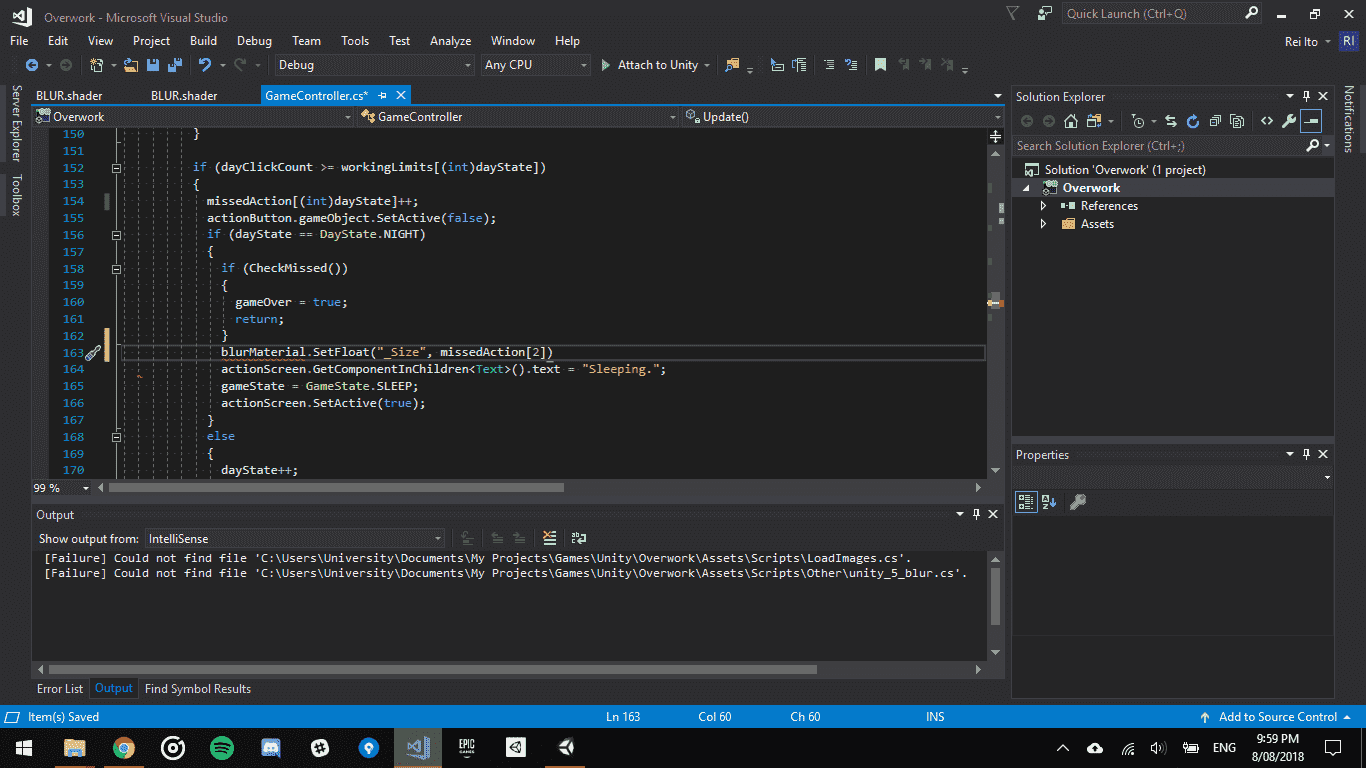 Overwork - Microsoft Visual Studio
Quick Launch (Ctrl+Q)
File Edit View Project Build Debug Team Tools Test Analyze Window Help
Rei Ito RI
Debug Any CPU Attach to Unity
Server Explorer
Toolbox
BLUR.shader BLUR.shader GameController.cs*
Overwork GameController Update()
150 }
151
152 if (dayClickCount >= workingLimits[(int)dayState])
153 {
154 missedAction[(int)dayState]++;
155 actionButton.gameObject.SetActive(false);
156 if (dayState == DayState.NIGHT)
157 {
158 if (CheckMissed())
159 {
160 gameOver = true;
161 return;
162 }
163 blurMaterial.SetFloat("_Size", missedAction[2])
164 actionScreen.GetComponentInChildren<Text>().text = "Sleeping.";
165 gameState = GameState.SLEEP;
166 actionScreen.SetActive(true);
167 }
168 else
169 {
170 dayState++;
99 %
Output
Show output from: IntelliSense
[Failure] Could not find file 'C:\Users\University\Documents\My Projects\Games\Unity\Overwork\Assets\Scripts\LoadImages.cs'.
[Failure] Could not find file 'C:\Users\University\Documents\My Projects\Games\Unity\Overwork\Assets\Scripts\Other\unity_5_blur.cs'.
Error List Output Find Symbol Results
Solution Explorer
Search Solution Explorer (Ctrl+;)
Solution 'Overwork' (1 project)
Overwork
References
Assets
Properties
Notifications
Item(s) Saved Ln 163 Col 60 Ch 60 INS Add to Source Control
EPIC GAMES
ENG
9:59 PM
8/08/2018